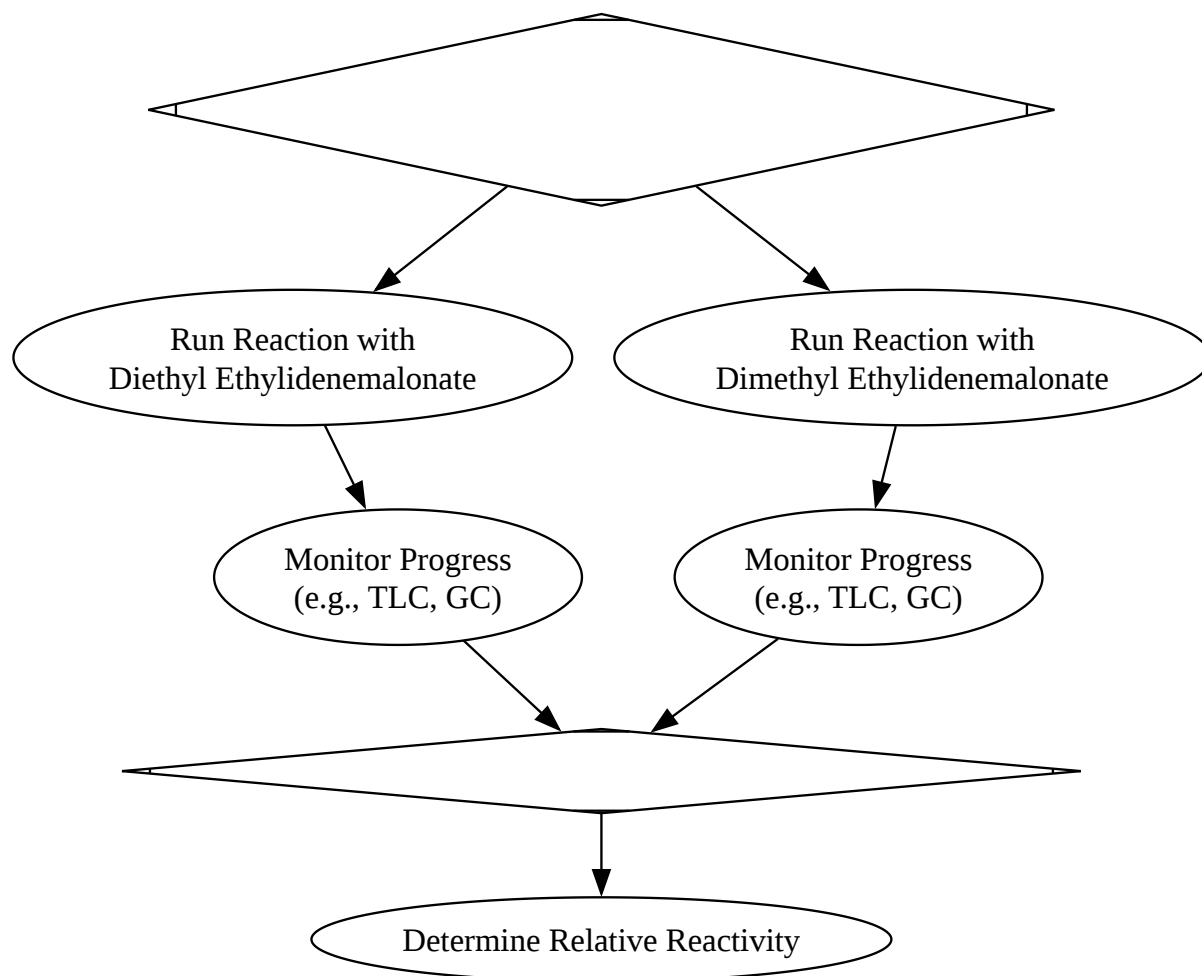 Run Reaction with
Diethyl Ethylidenemalonate
Run Reaction with
Dimethyl Ethylidenemalonate
Monitor Progress
(e.g., TLC, GC)
Monitor Progress
(e.g., TLC, GC)
Determine Relative Reactivity